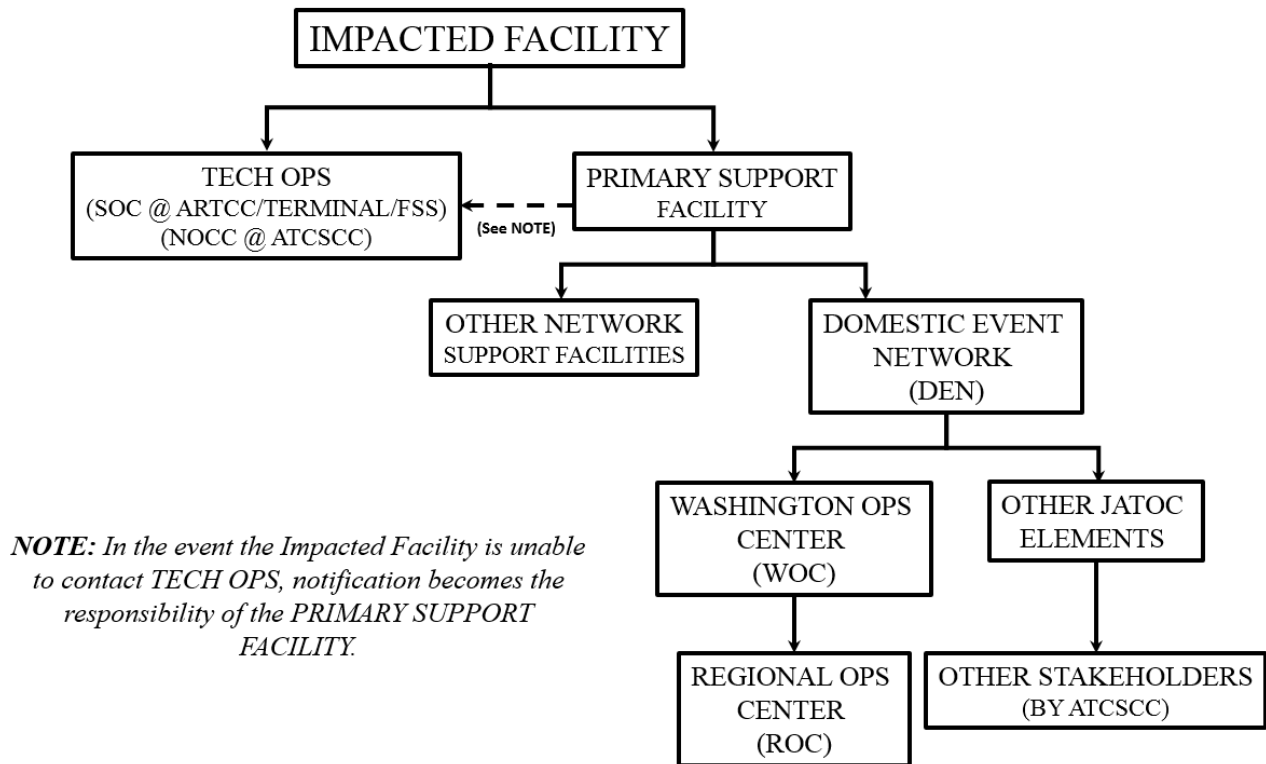 IMPACTED FACILITY
TECH OPS
(SOC @ ARTCC/TERMINAL/FSS)
(NOCC @ ATCSCC)
PRIMARY SUPPORT
FACILITY
(See NOTE)
OTHER NETWORK
SUPPORT FACILITIES
DOMESTIC EVENT
NETWORK
(DEN)
WASHINGTON OPS
CENTER
(WOC)
OTHER JATOC
ELEMENTS
NOTE: In the event the Impacted Facility is unable
to contact TECH OPS, notification becomes the
responsibility of the PRIMARY SUPPORT
FACILITY.
REGIONAL OPS
CENTER
(ROC)
OTHER STAKEHOLDERS
(BY ATCSCC)